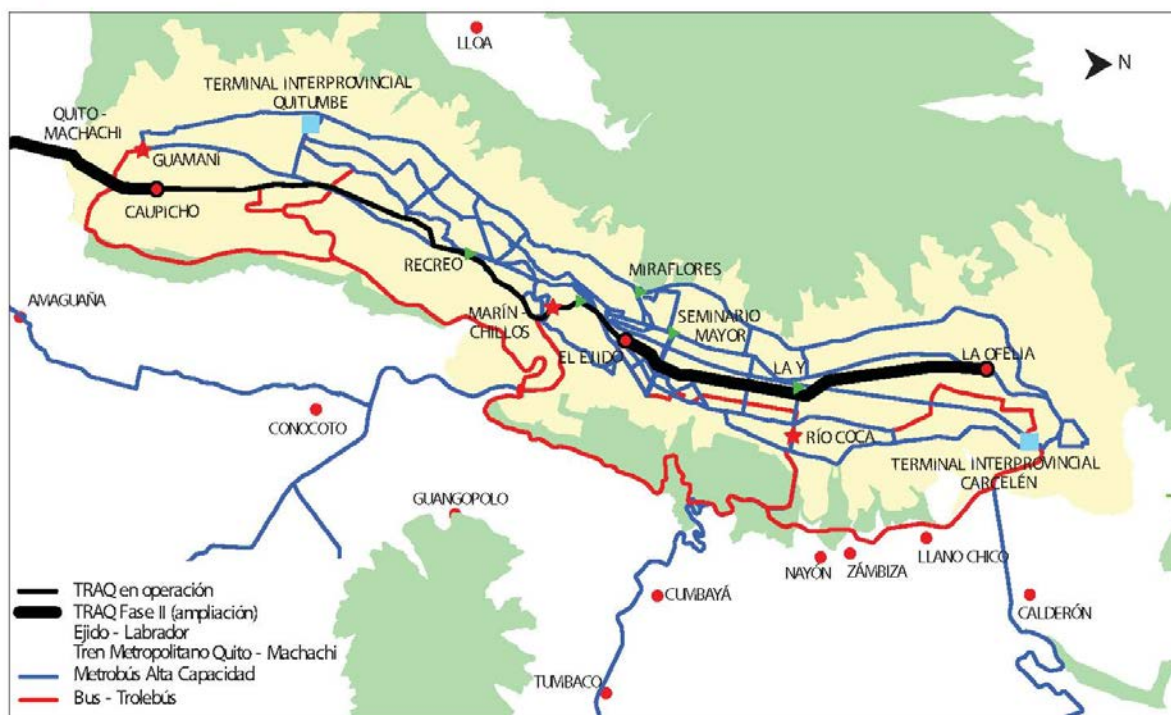 LLOA
N
TERMINAL INTERPROVINCIAL
QUITUMBE
QUITO -
MACHACHI
GUAMANÍ
CAUPICHO
RECREO
MIRAFLORES
MARÍN -
CHILLOS
SEMINARIO
MAYOR
EL EJIDO
LA Y
LA OFELIA
AMAGUAÑA
CONOCOTO
RÍO COCA
TERMINAL INTERPROVINCIAL
CARCELÉN
GUANGOPOLO
NAYÓN
ZÁMBIZA
LLANO CHICO
CUMBAYÁ
CALDERÓN
TUMBACO
TRAQ en operación
TRAQ Fase II (ampliación)
Ejido - Labrador
Tren Metropolitano Quito - Machachi
Metrobús Alta Capacidad
Bus - Trolebús